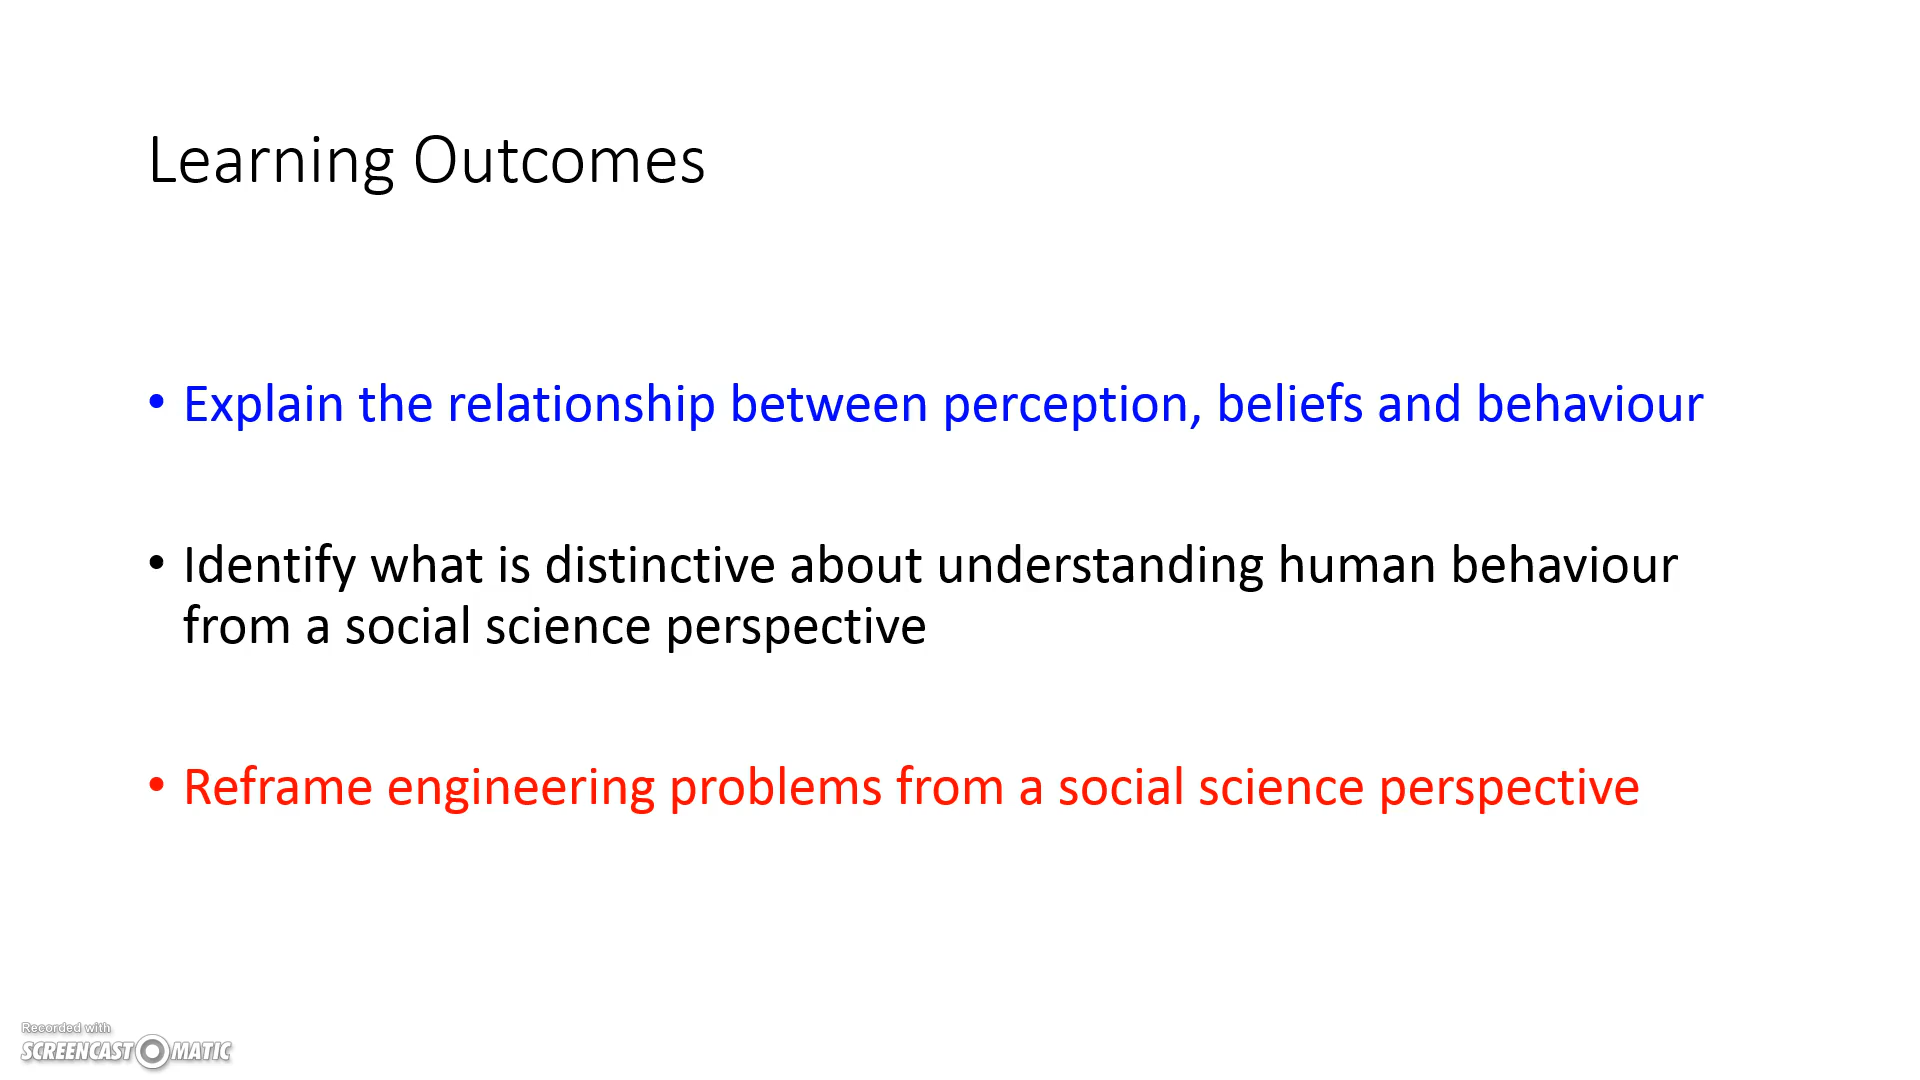 Learning Outcomes
• Explain the relationship between perception, beliefs and behaviour
• Identify what is distinctive about understanding human behaviour
from a social science perspective
• Reframe engineering problems from a social science perspective
Recorded with
SCREENCAST MATIC